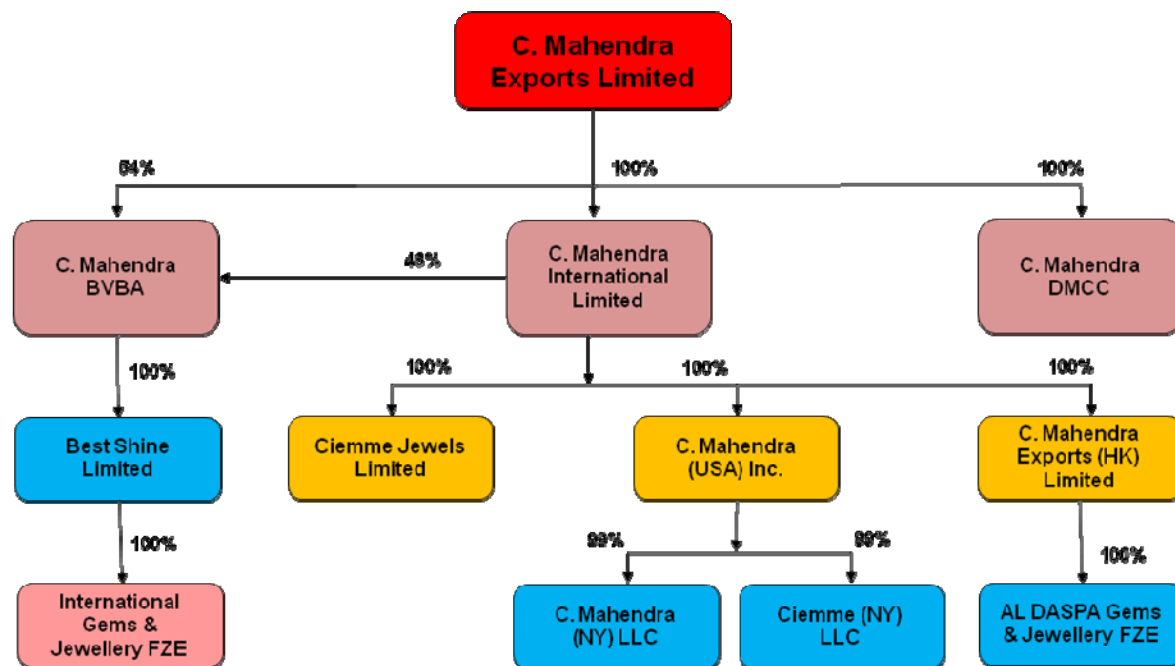 C. Mahendra
Exports Limited
54%
100%
100%
C. Mahendra
BVBA
46%
C. Mahendra
International
Limited
C. Mahendra
DMCC
100%
100%
100%
100%
Best Shine
Limited
Ciemme Jewels
Limited
C. Mahendra
(USA) Inc.
C. Mahendra
Exports (HK)
Limited
100%
99%
99%
100%
International
Gems &
Jewellery FZE
C. Mahendra
(NY) LLC
Ciemme (NY)
LLC
AL DASPA Gems
& Jewellery FZE